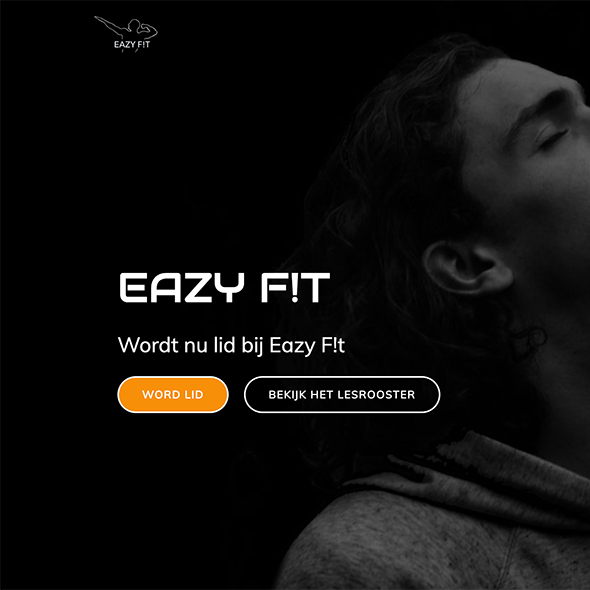 EAZY F!T
EAZY F!T
Wordt nu lid bij Eazy F!t
WORD LID
BEKIJK HET LESROOSTER